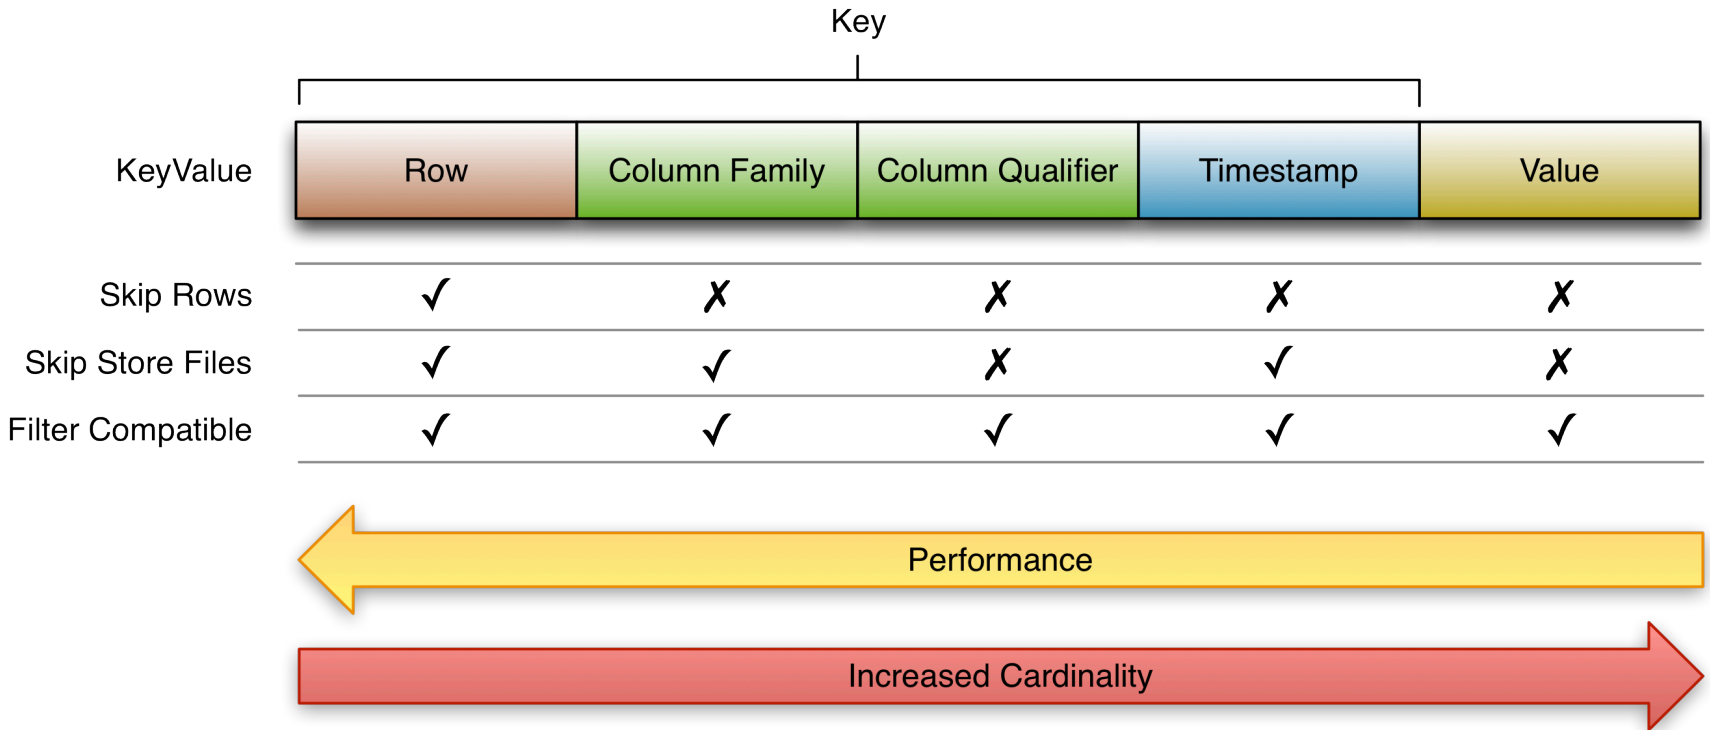 Key
KeyValue Row Column Family Column Qualifier Timestamp Value
Skip Rows ✓ ✗ ✗ ✗ ✗
Skip Store Files ✓ ✓ ✗ ✓ ✗
Filter Compatible ✓ ✓ ✓ ✓ ✓
Performance
Increased Cardinality